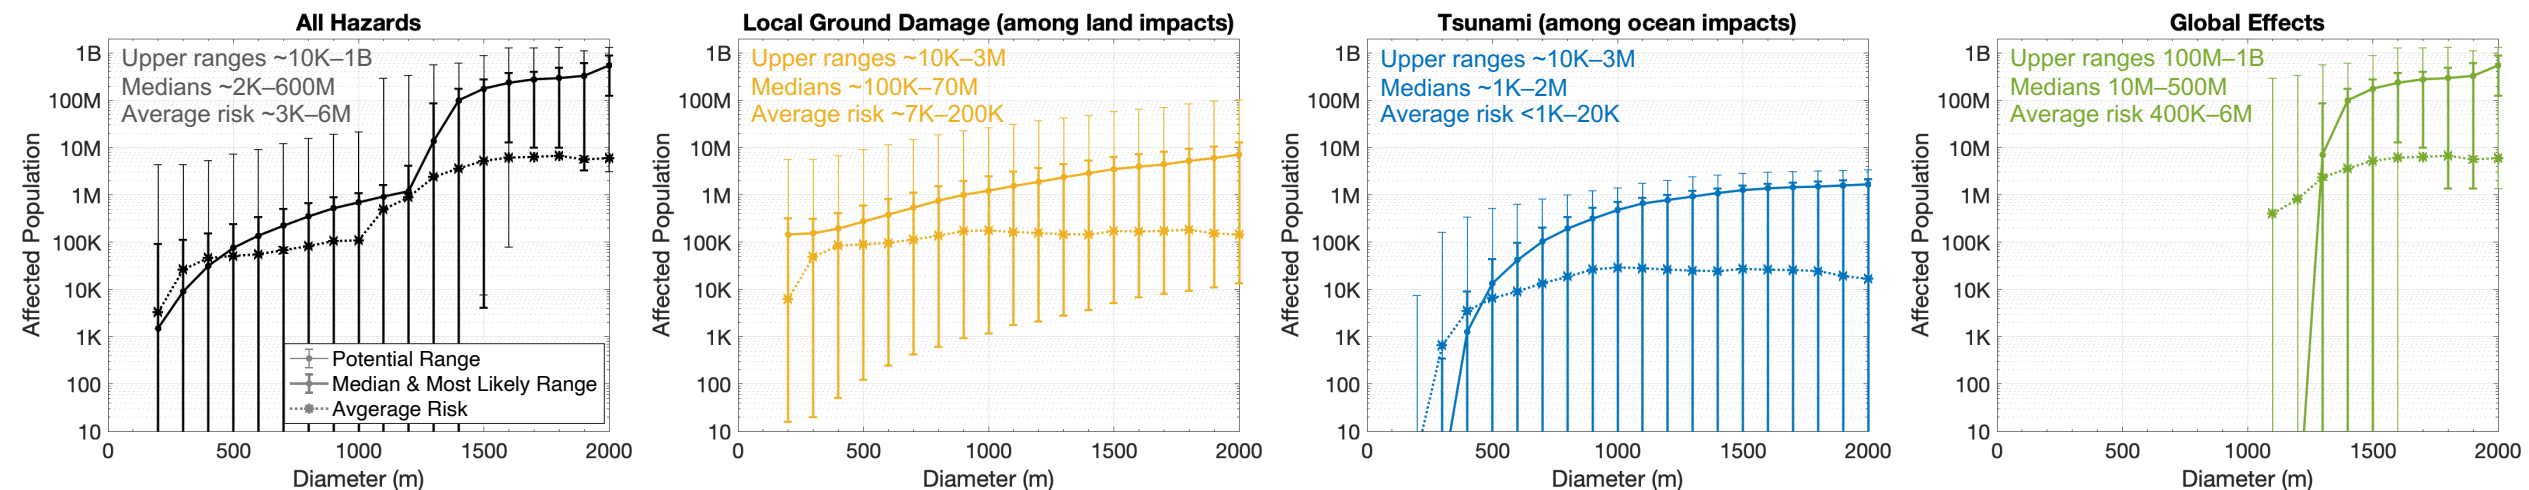 All Hazards
Upper ranges ~10K–1B
Medians ~2K–600M
Average risk ~3K–6M
Affected Population
1B
100M
10M
1M
100K
10K
1K
100
10
Potential Range
Median & Most Likely Range
Avgerage Risk
0 500 1000 1500 2000
Diameter (m)
Local Ground Damage (among land impacts)
Upper ranges ~10K–3M
Medians ~100K–70M
Average risk ~7K–200K
Affected Population
1B
100M
10M
1M
100K
10K
1K
100
10
0 500 1000 1500 2000
Diameter (m)
Tsunami (among ocean impacts)
Upper ranges ~10K–3M
Medians ~1K–2M
Average risk <1K–20K
Affected Population
1B
100M
10M
1M
100K
10K
1K
100
10
0 500 1000 1500 2000
Diameter (m)
Global Effects
Upper ranges 100M–1B
Medians 10M–500M
Average risk 400K–6M
Affected Population
1B
100M
10M
1M
100K
10K
1K
100
10
0 500 1000 1500 2000
Diameter (m)